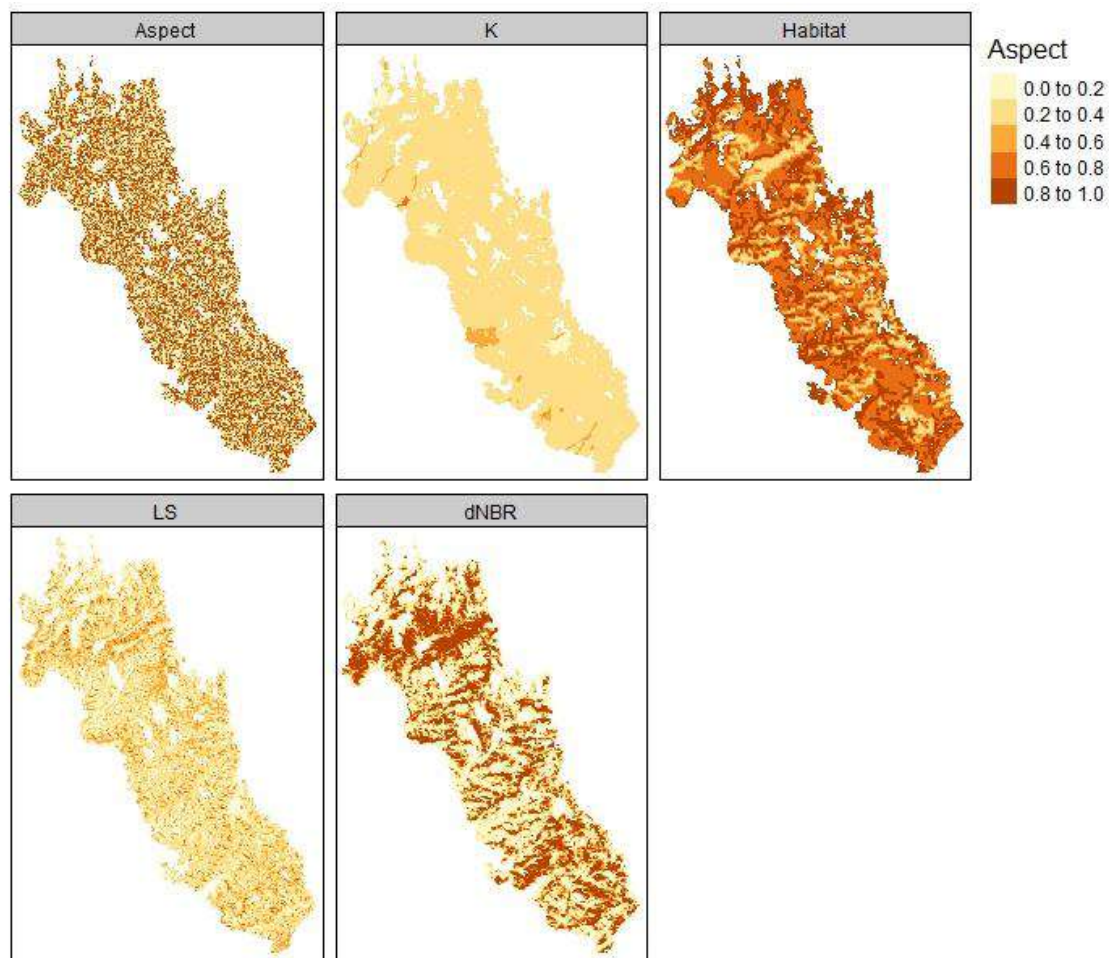 Aspect
K
Habitat
Aspect
0.0 to 0.2
0.2 to 0.4
0.4 to 0.6
0.6 to 0.8
0.8 to 1.0
LS
dNBR